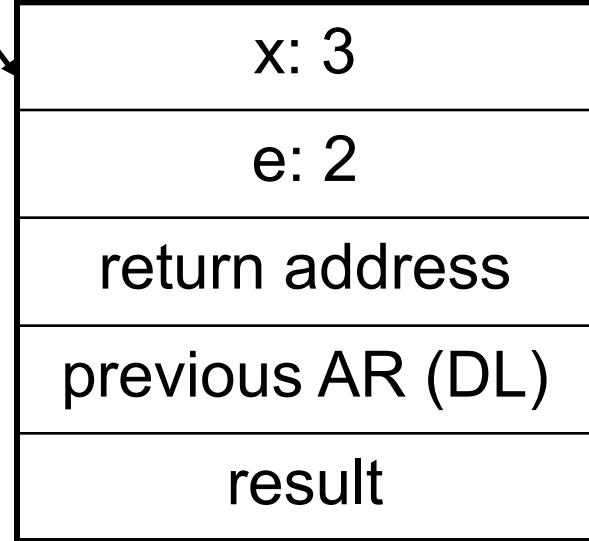 x: 3
e: 2
return address
previous AR (DL)
result